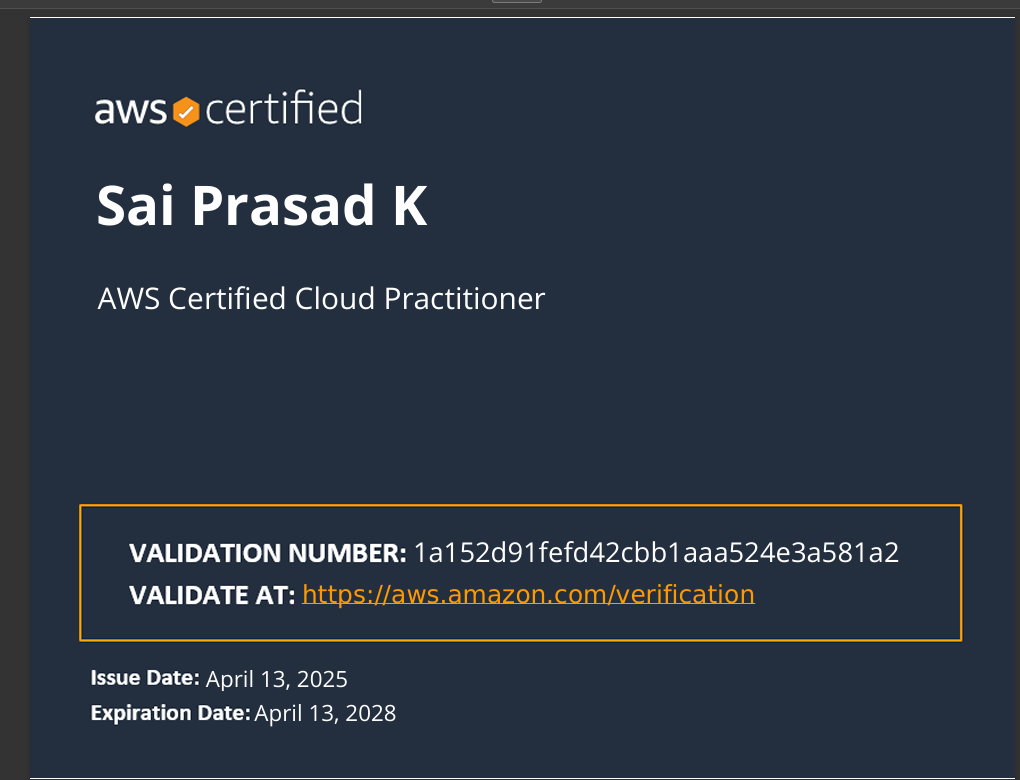 aws certified
Sai Prasad K
AWS Certified Cloud Practitioner
VALIDATION NUMBER: 1a152d91fefd42cbb1aaa524e3a581a2
VALIDATE AT: https://aws.amazon.com/verification
Issue Date: April 13, 2025
Expiration Date: April 13, 2028